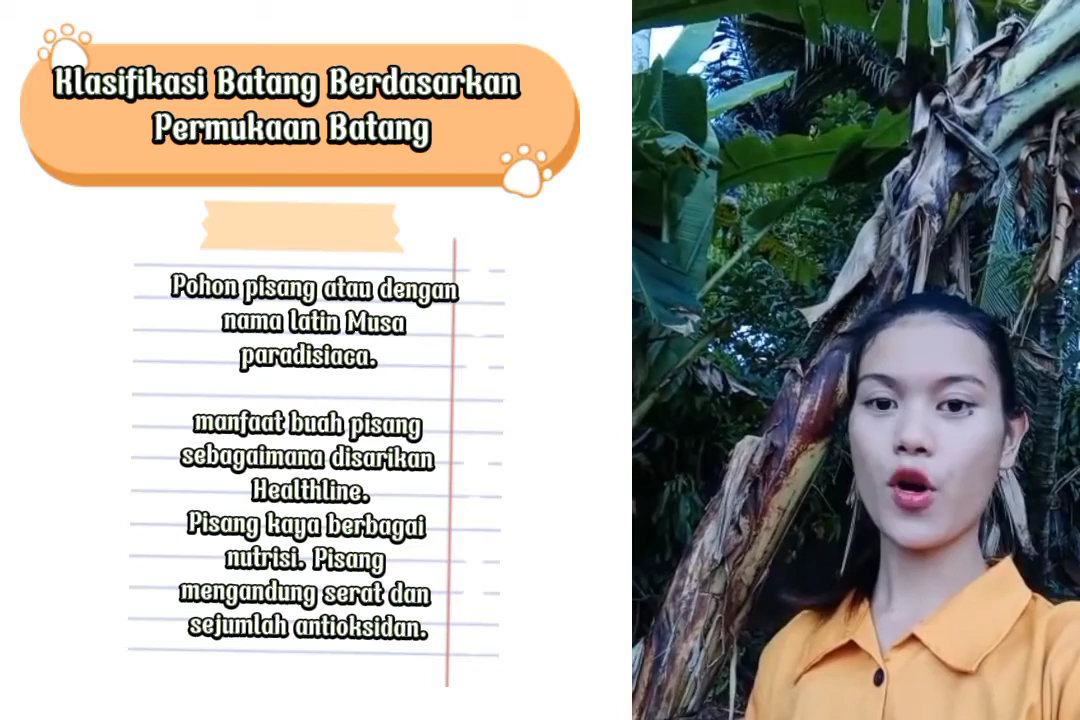 Klasifikasi Batang Berdasarkan
Permukaan Batang
Pohon pisang atau dengan
nama latin Musa
paradisiaca.
manfaat buah pisang
sebagaimana disarikan
Healthline.
Pisang kaya berbagai
nutrisi. Pisang
mengandung serat dan
sejumlah antioksidan.